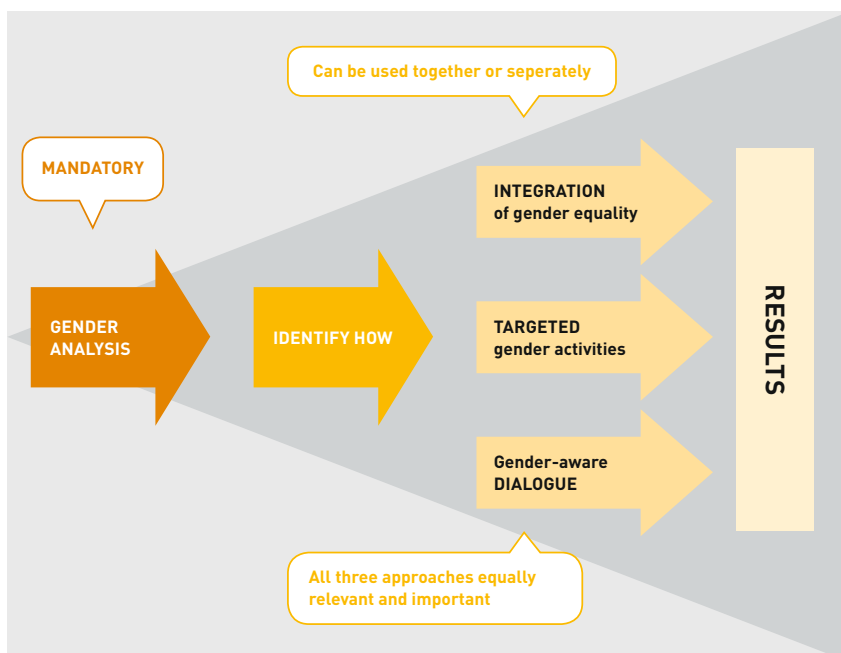 Can be used together or seperately
MANDATORY
INTEGRATION
of gender equality
GENDER
ANALYSIS
IDENTIFY HOW
TARGETED
gender activities
RESULTS
Gender-aware
DIALOGUE
All three approaches equally
relevant and important